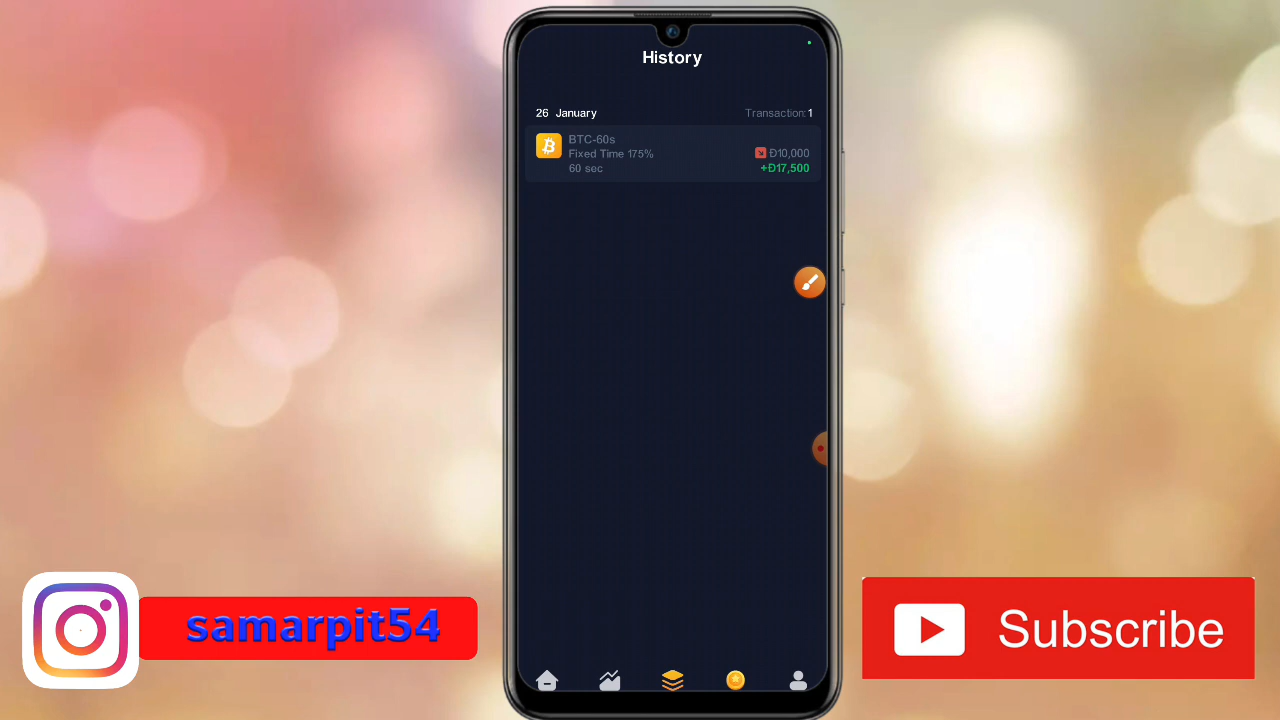 History
26 January
Transaction:1
BTC-60s
Fixed Time 175%
Đ10,000
60 sec
+Đ17,500
samarpit54
Subscribe